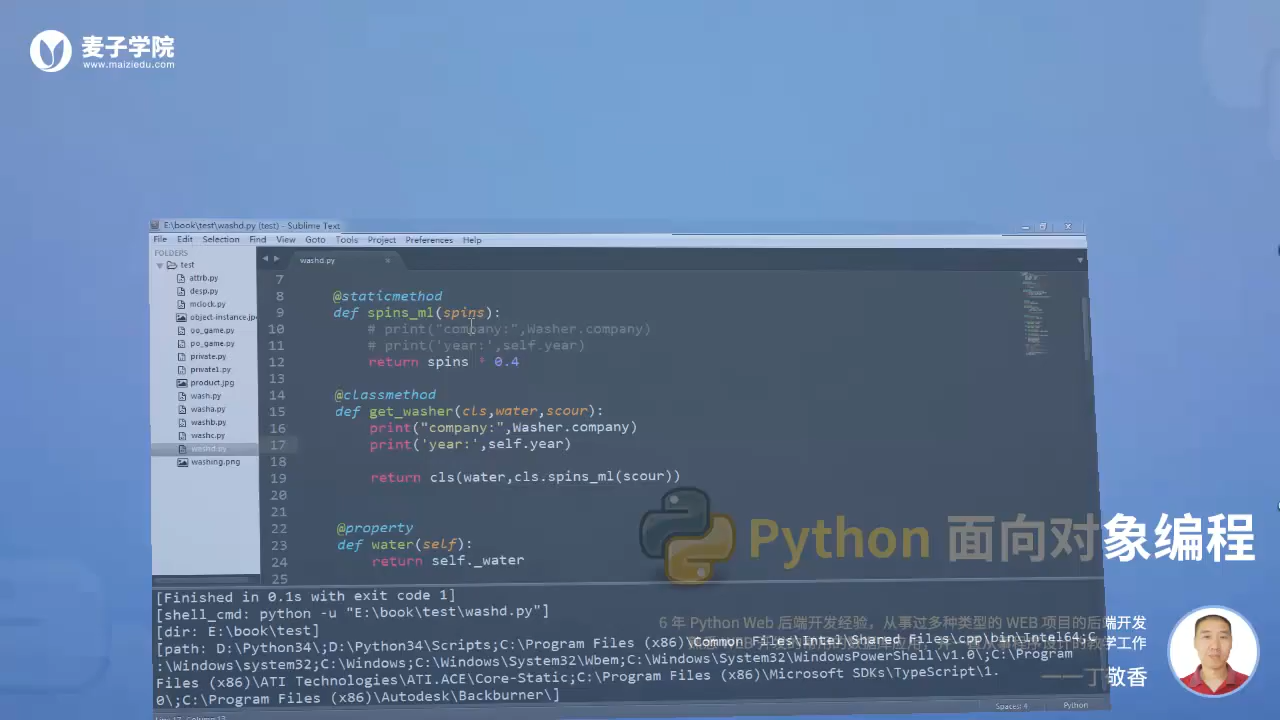 麦子学院
www.maiziedu.com
E:\book\test\washd.py (test) - Sublime Text
File Edit Selection Find View Goto Tools Project Preferences Help
FOLDERS
test
attrb.py
desp.py
mclock.py
object-instance.jpg
oo_game.py
po_game.py
private.py
private1.py
product.jpg
wash.py
washa.py
washb.py
washc.py
washd.py
washing.png
washd.py
7
8 @staticmethod
9 def spins_ml(spins):
10 # print("company:",Washer.company)
11 # print('year:',self.year)
12 return spins * 0.4
13
14 @classmethod
15 def get_washer(cls,water,scour):
16 print("company:",Washer.company)
17 print('year:',self.year)
18
19 return cls(water,cls.spins_ml(scour))
20
21
22 @property
23 def water(self):
24 return self._water
25
Python 面向对象编程
[Finished in 0.1s with exit code 1]
[shell_cmd: python -u "E:\book\test\washd.py"]
[dir: E:\book\test]
[path: D:\Python34\;D:\Python34\Scripts;C:\Program Files (x86)\Common Files\Intel\Shared Files\cpp\bin\Intel64;C
:\Windows\system32;C:\Windows;C:\Windows\System32\Wbem;C:\Windows\System32\WindowsPowerShell\v1.0\;C:\Program
Files (x86)\ATI Technologies\ATI.ACE\Core-Static;C:\Program Files (x86)\Microsoft SDKs\TypeScript\1.
0\;C:\Program Files (x86)\Autodesk\Backburner\]
6 年 Python Web 后端开发经验，从事过多种类型的 WEB 项目的后端开发
教学工作
——丁敬香
Spaces: 4 Python